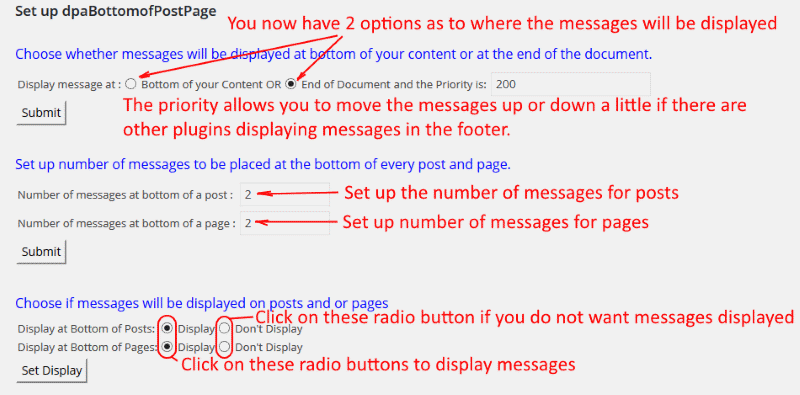 Set up dpaBottomofPostPage
You now have 2 options as to where the messages will be displayed
Choose whether messages will be displayed at bottom of your content or at the end of the document.
Display message at : Bottom of your Content OR End of Document and the Priority is: 200
Submit
The priority allows you to move the messages up or down a little if there are
other plugins displaying messages in the footer.
Set up number of messages to be placed at the bottom of every post and page.
Number of messages at bottom of a post : 2 Set up the number of messages for posts
Number of messages at bottom of a page : 2 Set up number of messages for pages
Submit
Choose if messages will be displayed on posts and or pages
Click on these radio button if you do not want messages displayed
Display at Bottom of Posts: Display Don't Display
Display at Bottom of Pages: Display Don't Display
Click on these radio buttons to display messages
Set Display